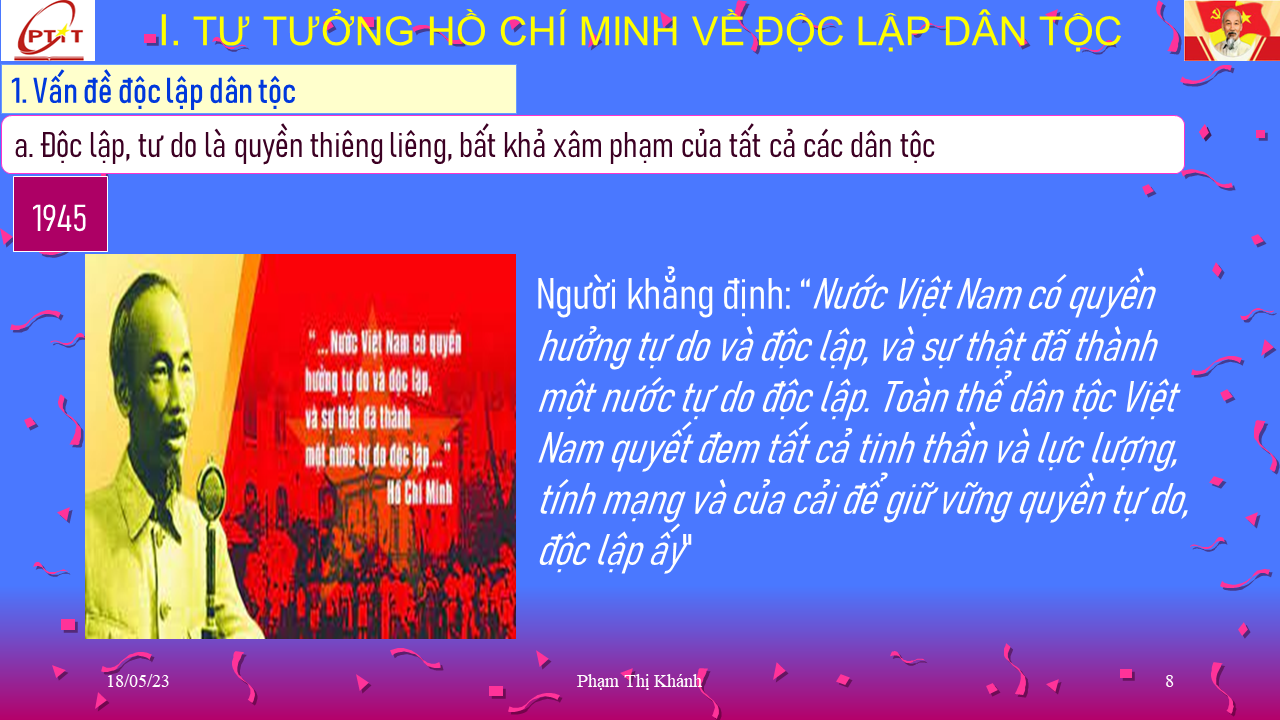 PTIT
I. TƯ TƯỞNG HỒ CHÍ MINH VỀ ĐỘC LẬP DÂN TỘC
1. Vấn đề độc lập dân tộc
a. Độc lập, tư do là quyền thiêng liêng, bất khả xâm phạm của tất cả các dân tộc
1945
“ ... Nước Việt Nam có quyền
hưởng tự do và độc lập,
và sự thật đã thành
một nước tự do độc lập ...”
Hồ Chí Minh
Người khẳng định: “Nước Việt Nam có quyền
hưởng tự do và độc lập, và sự thật đã thành
một nước tự do độc lập. Toàn thể dân tộc Việt
Nam quyết đem tất cả tinh thần và lực lượng,
tính mạng và của cải để giữ vững quyền tự do,
độc lập ấy"
18/05/23
Phạm Thị Khánh
8